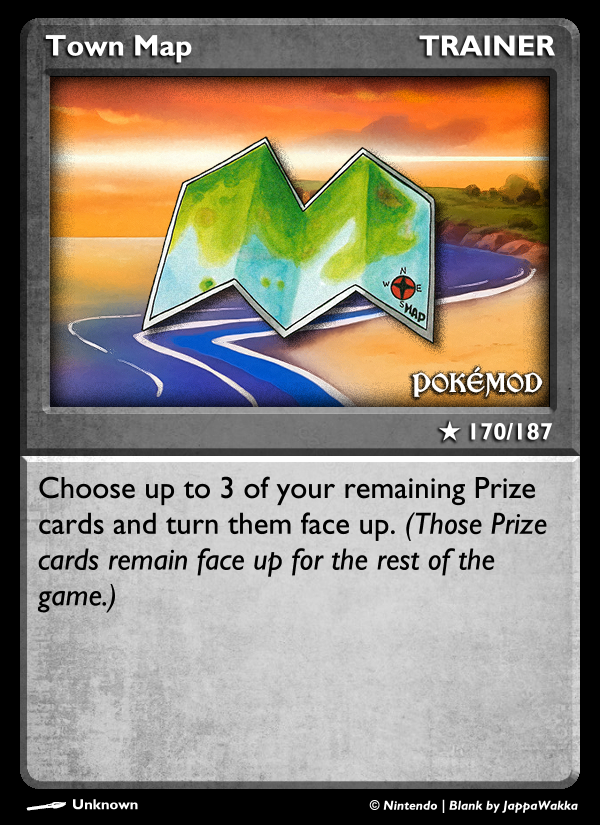 Town Map TRAINER
N
W E
S
MAP
POKÉMOD
★ 170/187
Choose up to 3 of your remaining Prize
cards and turn them face up. (Those Prize
cards remain face up for the rest of the
game.)
Unknown © Nintendo | Blank by JappaWakka